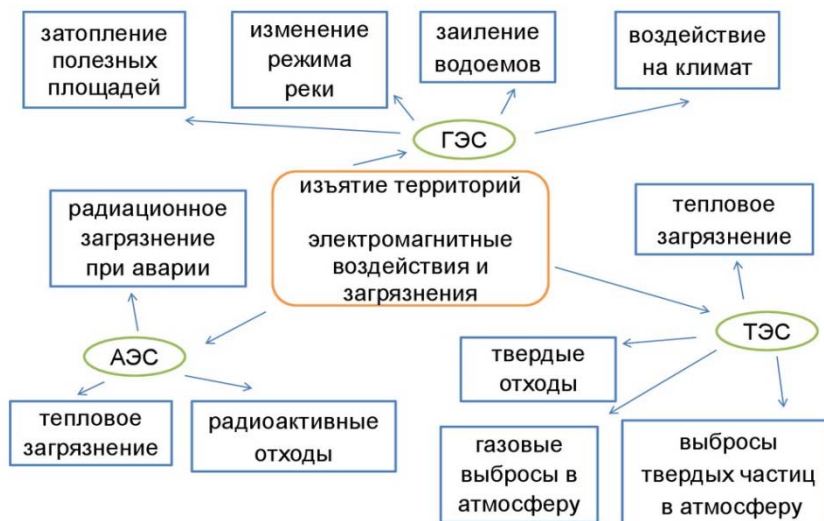 затопление
полезных
площадей
изменение
режима
реки
заиление
водоемов
воздействие
на климат
ГЭС
изъятие территорий
электромагнитные
воздействия и
загрязнения
радиационное
загрязнение
при аварии
тепловое
загрязнение
АЭС
ТЭС
тепловое
загрязнение
радиоактивные
отходы
твердые
отходы
газовые
выбросы в
атмосферу
выбросы
твердых частиц
в атмосферу